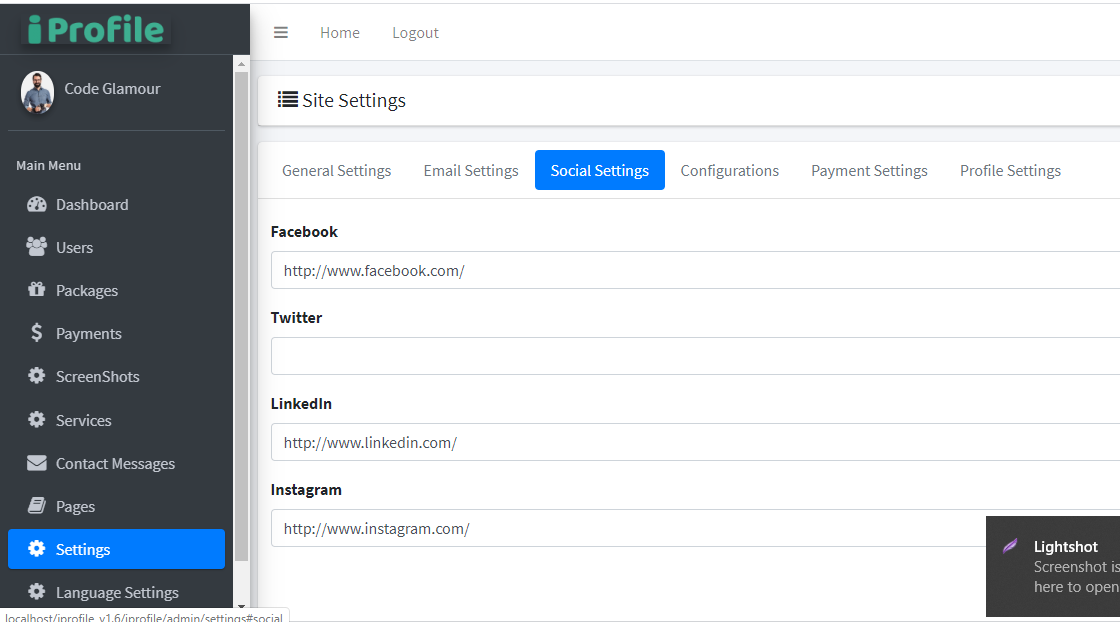 iProfile
Home
Logout
Code Glamour
Site Settings
Main Menu
Dashboard
Users
Packages
Payments
ScreenShots
Services
Contact Messages
Pages
Settings
Language Settings
General Settings
Email Settings
Social Settings
Configurations
Payment Settings
Profile Settings
Facebook
http://www.facebook.com/
Twitter
LinkedIn
http://www.linkedin.com/
Instagram
http://www.instagram.com/
Lightshot
Screenshot is
here to open
localhost/iprofile_v1.6/iprofile/admin/settings#social